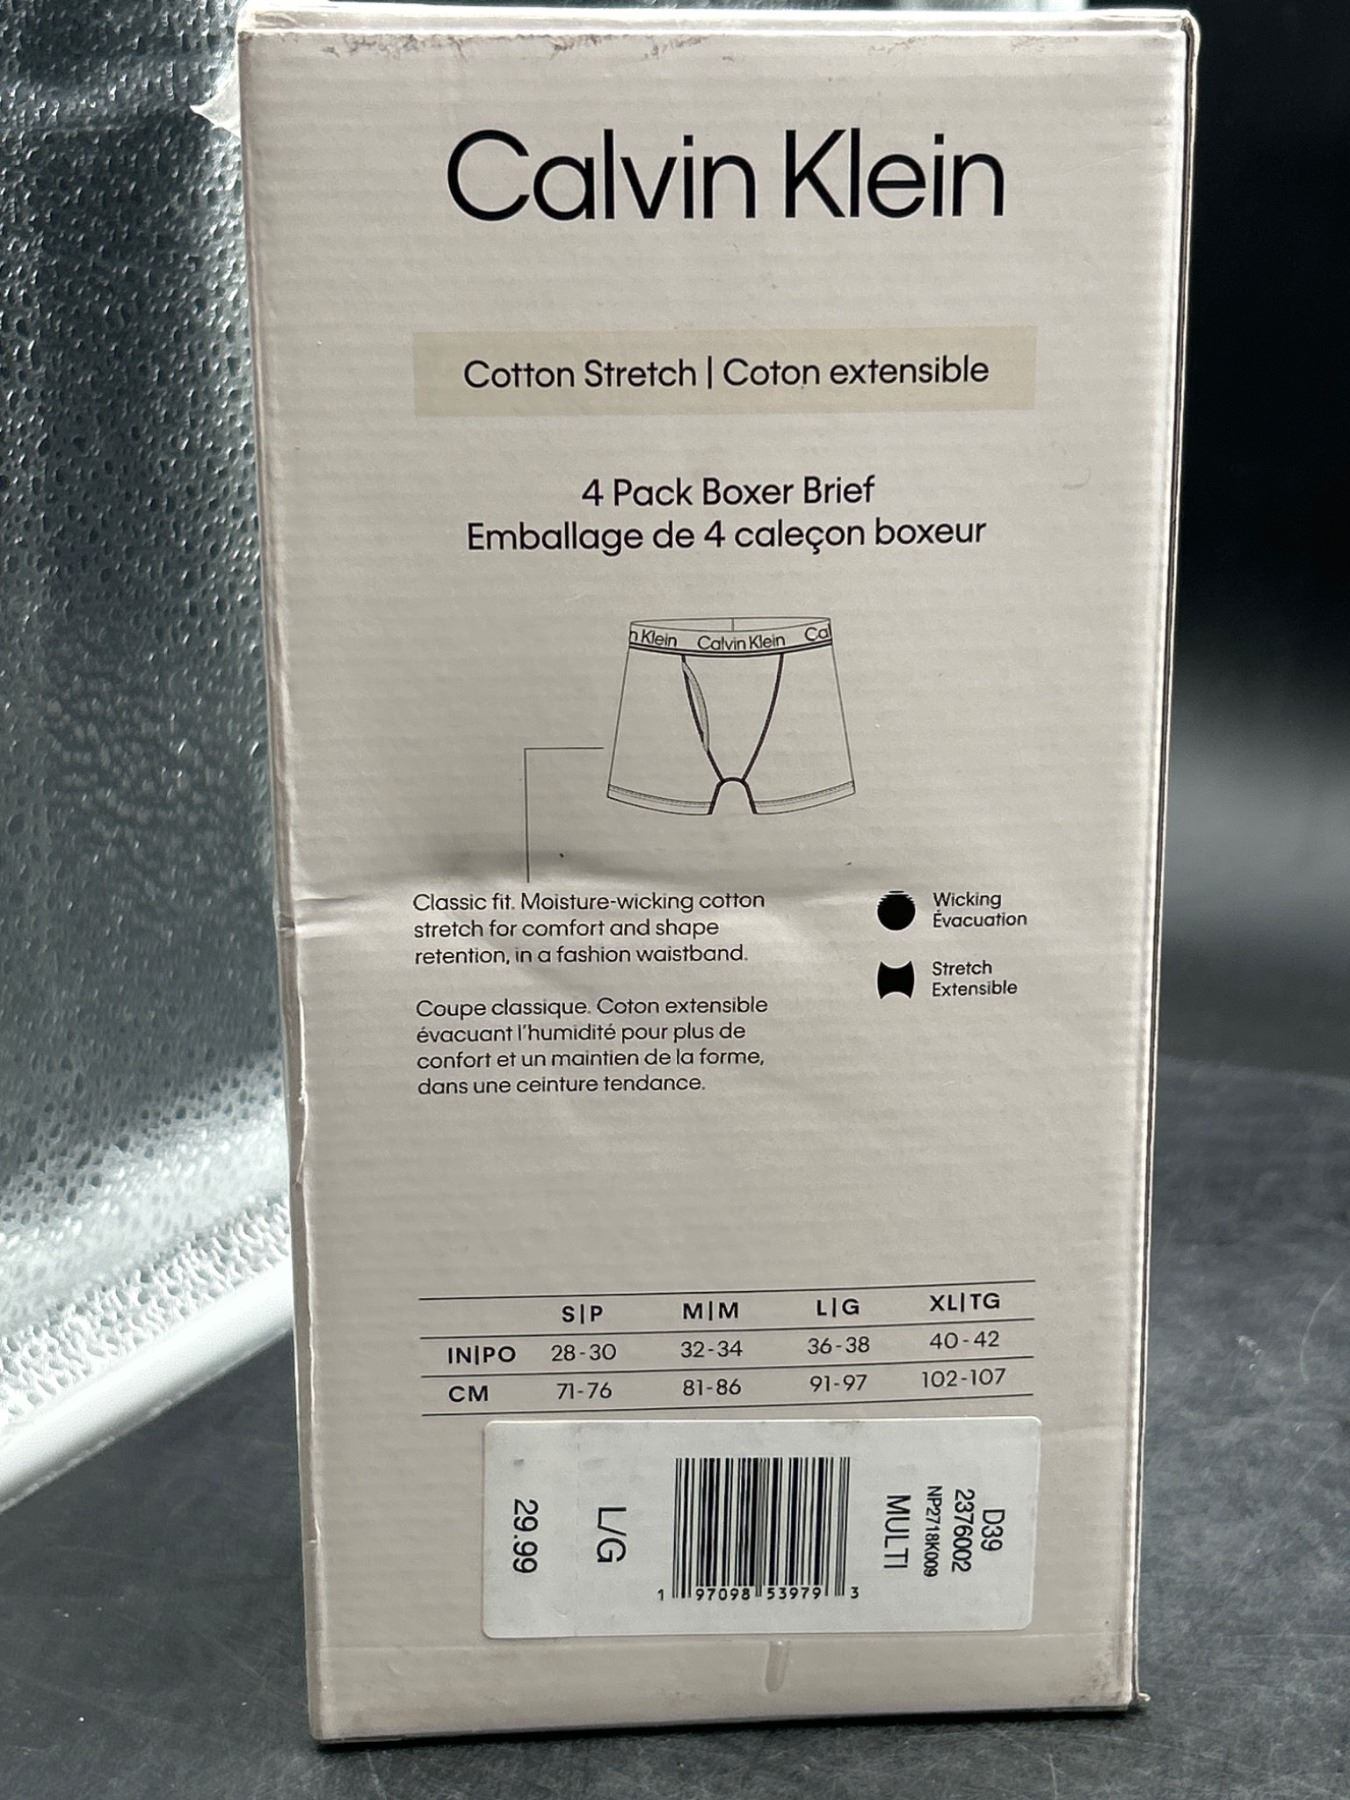 Calvin Klein
Cotton Stretch | Coton extensible
4 Pack Boxer Brief
Emballage de 4 caleçon boxeur
n Klein Calvin Klein Cal
Classic fit. Moisture-wicking cotton
stretch for comfort and shape
retention, in a fashion waistband.
Coupe classique. Coton extensible
évacuant l'humidité pour plus de
confort et un maintien de la forme,
dans une ceinture tendance.
Wicking
Évacuation
Stretch
Extensible
S|P M|M L|G XL|TG
IN|PO 28-30 32-34 36-38 40-42
CM 71-76 81-86 91-97 102-107
D39
2376002
NP2718K009
MULTI
1 97098 53979 3
L/G
29.99